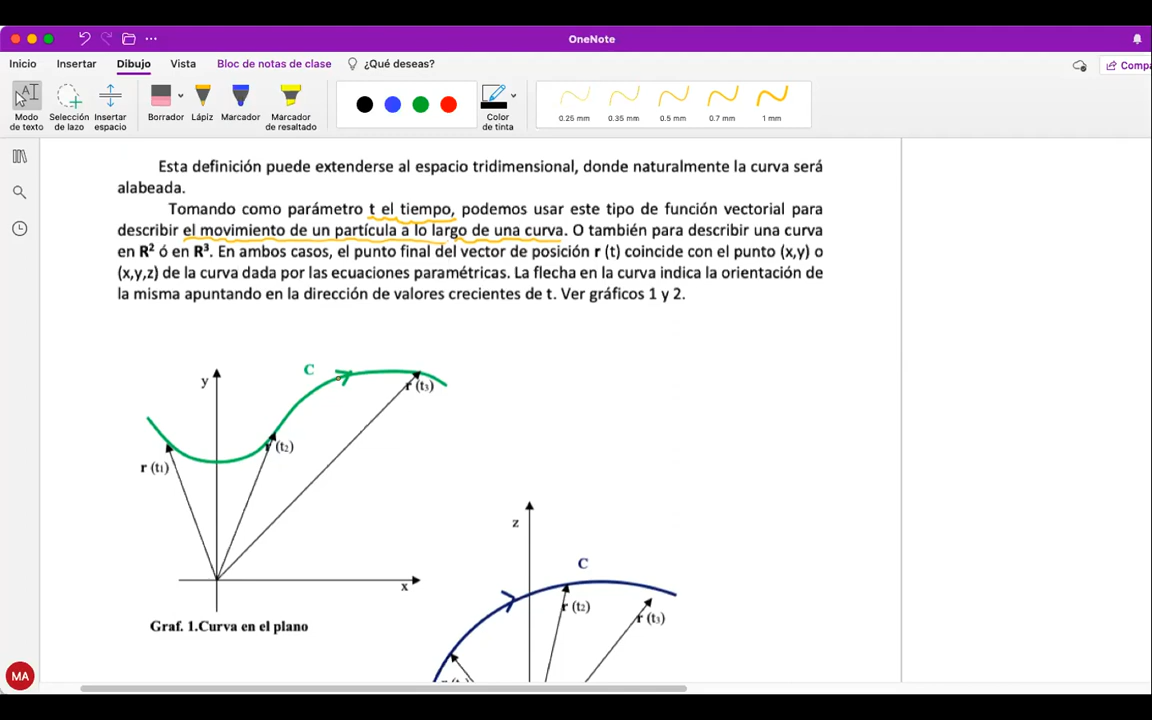 OneNote
Inicio Insertar Dibujo Vista Bloc de notas de clase ¿Qué deseas? Compa
Modo de texto
Selección de lazo
Insertar espacio
Borrador
Lápiz
Marcador
Marcador de resaltado
Color de tinta
0.25 mm 0.35 mm 0.5 mm 0.7 mm 1 mm
Esta definición puede extenderse al espacio tridimensional, donde naturalmente la curva será
alabeada.
Tomando como parámetro t el tiempo, podemos usar este tipo de función vectorial para
describir el movimiento de un partícula a lo largo de una curva. O también para describir una curva
en R² ó en R³. En ambos casos, el punto final del vector de posición r (t) coincide con el punto (x,y) o
(x,y,z) de la curva dada por las ecuaciones paramétricas. La flecha en la curva indica la orientación de
la misma apuntando en la dirección de valores crecientes de t. Ver gráficos 1 y 2.
C
y
r (t3)
r (t2)
r (t1)
x
Graf. 1.Curva en el plano
z
C
r (t2)
r (t3)
MA